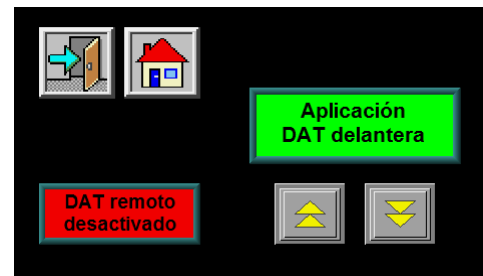 Aplicación
DAT delantera
DAT remoto
desactivado